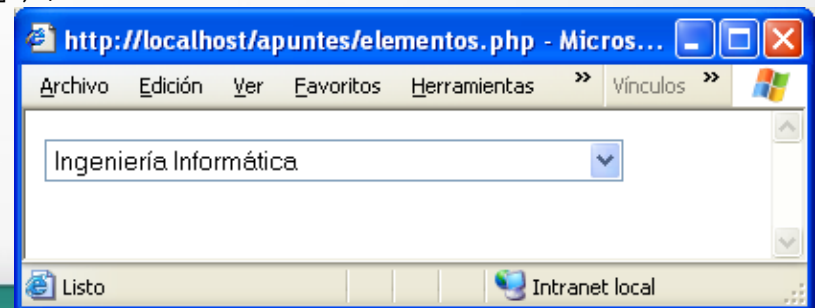 http://localhost/apuntes/elementos.php - Micros...
Archivo Edición Ver Favoritos Herramientas » Vínculos »
Ingeniería Informática
Listo Intranet local